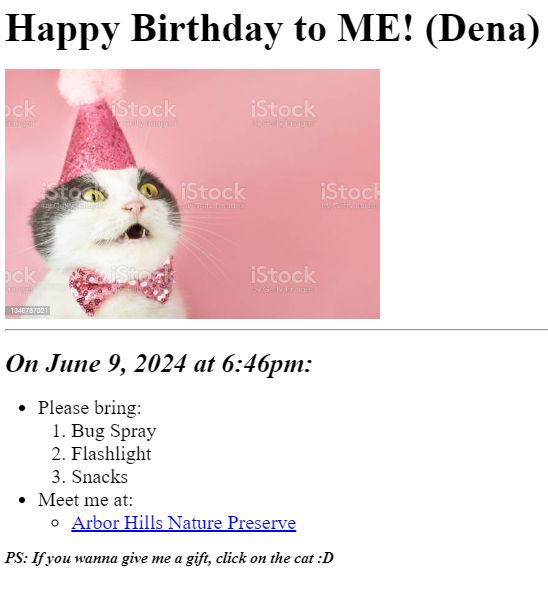 Happy Birthday to ME! (Dena)
iStock
iStock
iStock
iStock
iStock
iStock
1346787021
On June 9, 2024 at 6:46pm:
Please bring:
1. Bug Spray
2. Flashlight
3. Snacks
Meet me at:
Arbor Hills Nature Preserve
PS: If you wanna give me a gift, click on the cat :D